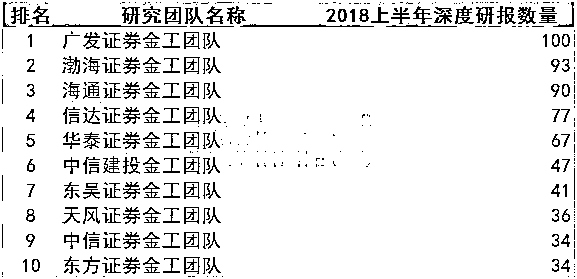 排名 研究团队名称 2018上半年深度研报数量
1 广发证券金工团队 100
2 渤海证券金工团队 93
3 海通证券金工团队 90
4 信达证券金工团队 77
5 华泰证券金工团队 67
6 中信建投金工团队 47
7 东吴证券金工团队 41
8 天风证券金工团队 36
9 中信证券金工团队 34
10 东方证券金工团队 34